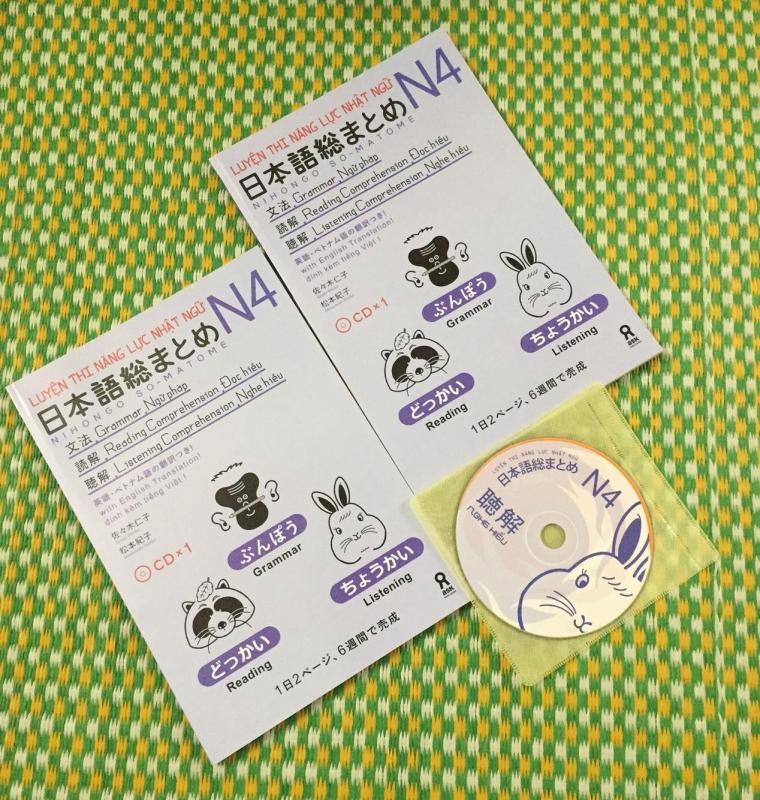 LUYỆN THI NĂNG LỰC NHẬT NGỮ
日本語総まとめ N4
NIHONGO SO-MATOME
文法 Grammar Ngữ pháp
読解 Reading Comprehension Đọc hiểu
聴解 Listening Comprehension Nghe hiểu
英語・ベトナム語の翻訳つき!
with English Translation!
đính kèm tiếng Việt!
佐々木仁子
松本紀子
CD×1
ぶんぽう
Grammar
ちょうかい
Listening
どっかい
Reading
1日2ページ、6週間で完成
ask
LUYỆN THI NĂNG LỰC NHẬT NGỮ
日本語総まとめ N4
NIHONGO SO-MATOME
文法 Grammar Ngữ pháp
読解 Reading Comprehension Đọc hiểu
聴解 Listening Comprehension Nghe hiểu
英語・ベトナム語の翻訳つき!
with English Translation!
đính kèm tiếng Việt!
佐々木仁子
松本紀子
CD×1
ぶんぽう
Grammar
ちょうかい
Listening
どっかい
Reading
1日2ページ、6週間で完成
ask
LUYỆN THI NĂNG LỰC NHẬT NGỮ
日本語総まとめ
N4
聴解
NGHE HIỂU